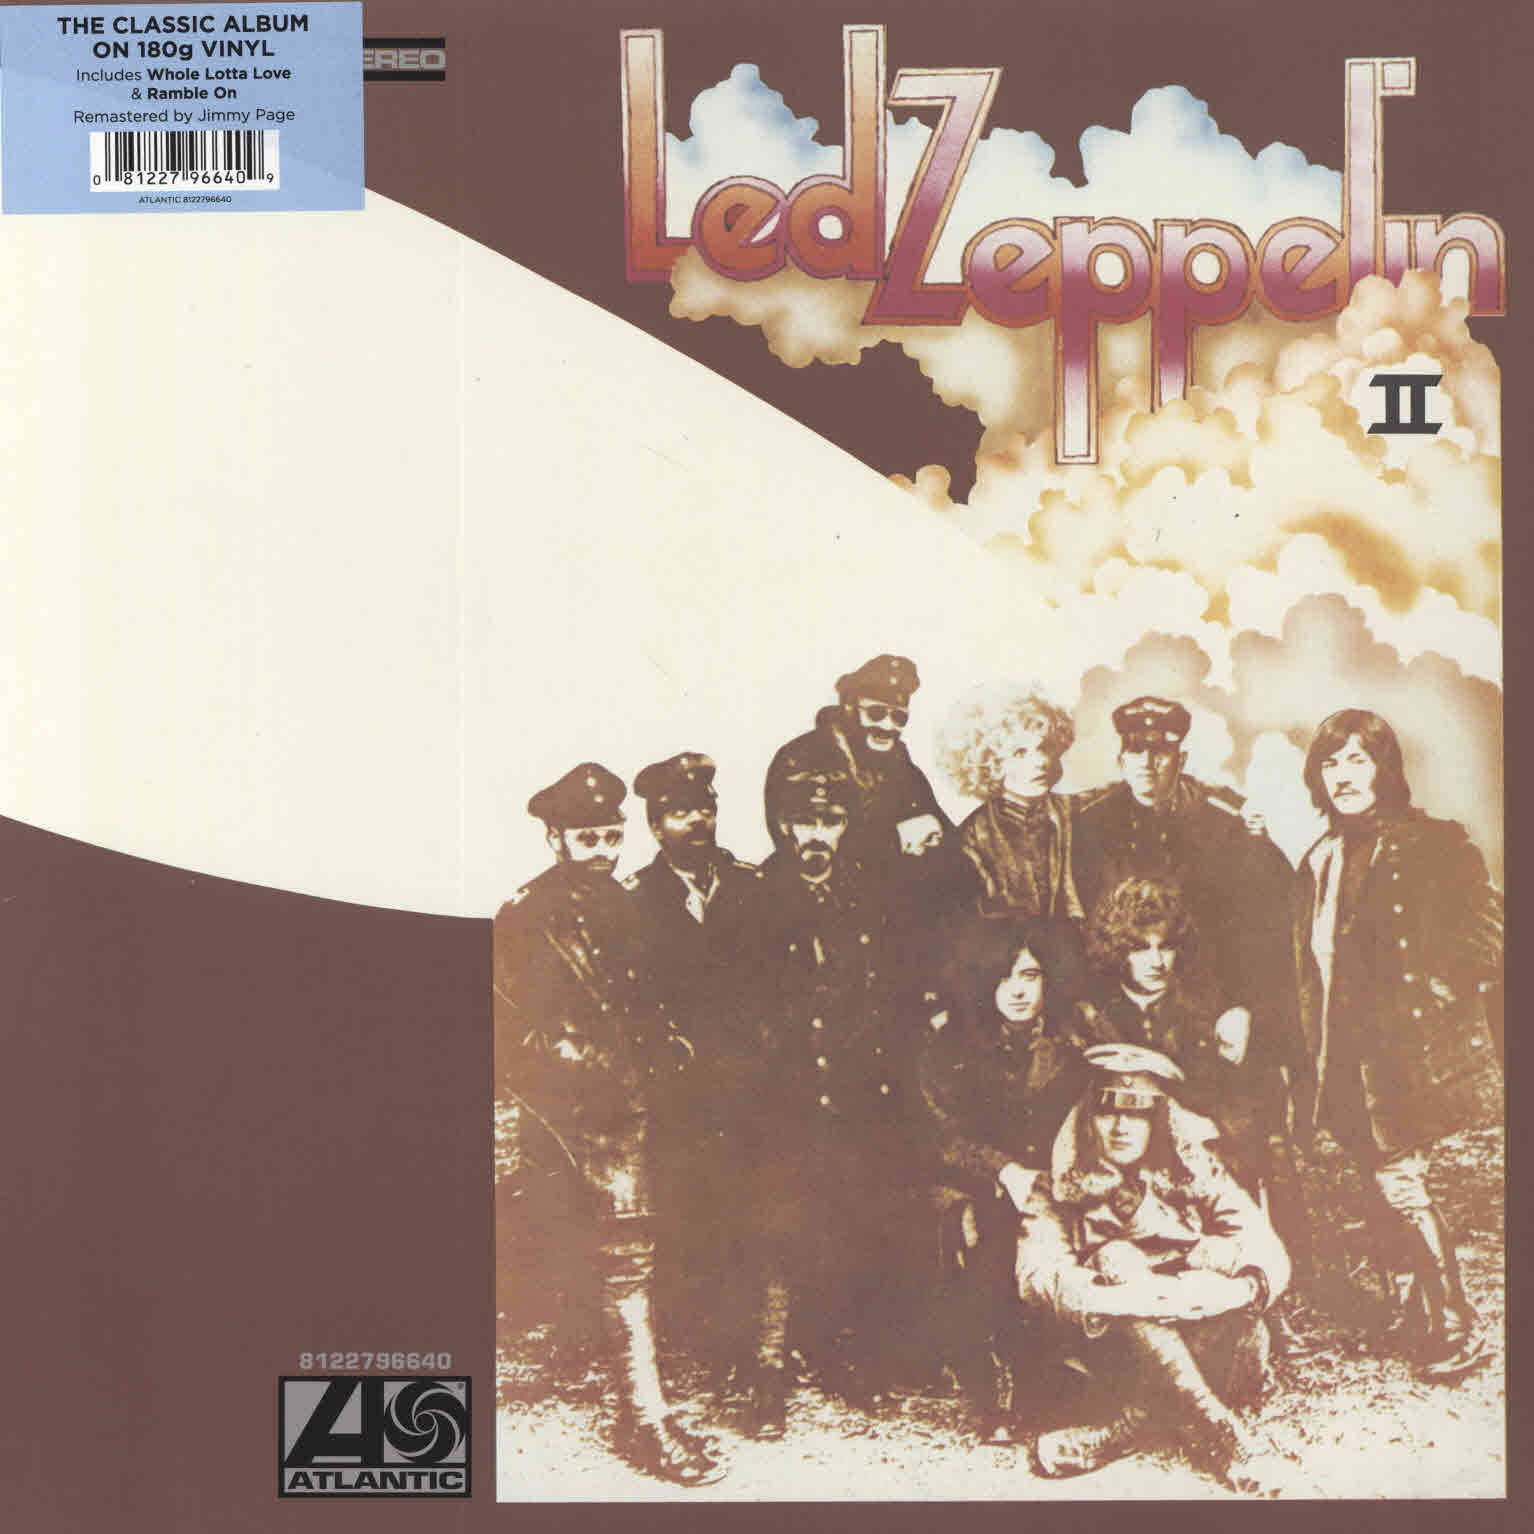 THE CLASSIC ALBUM
ON 180g VINYL
Includes Whole Lotta Love
& Ramble On
Remastered by Jimmy Page
0 81227 96640 9
ATLANTIC 8122796640
EREO
Led Zeppelin
II
8122796640
ATLANTIC